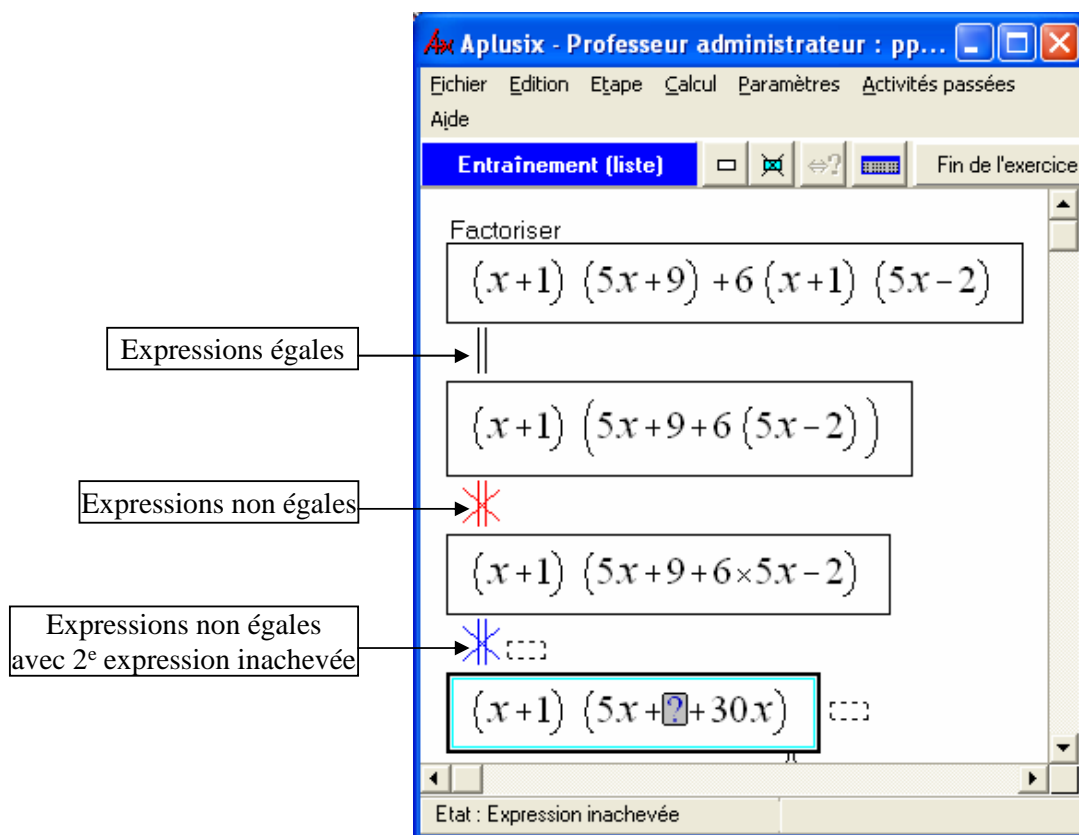 Aplusix - Professeur administrateur : pp...
Fichier Edition Etape Calcul Paramètres Activités passées
Aide
Entraînement (liste) ⇔? Fin de l'exercice
Factoriser
(x+1) (5x+9) +6 (x+1) (5x-2)
Expressions égales
(x+1) (5x+9+6 (5x-2))
Expressions non égales
(x+1) (5x+9+6×5x-2)
Expressions non égales
avec 2e expression inachevée
(x+1) (5x+?+30x)
Etat : Expression inachevée